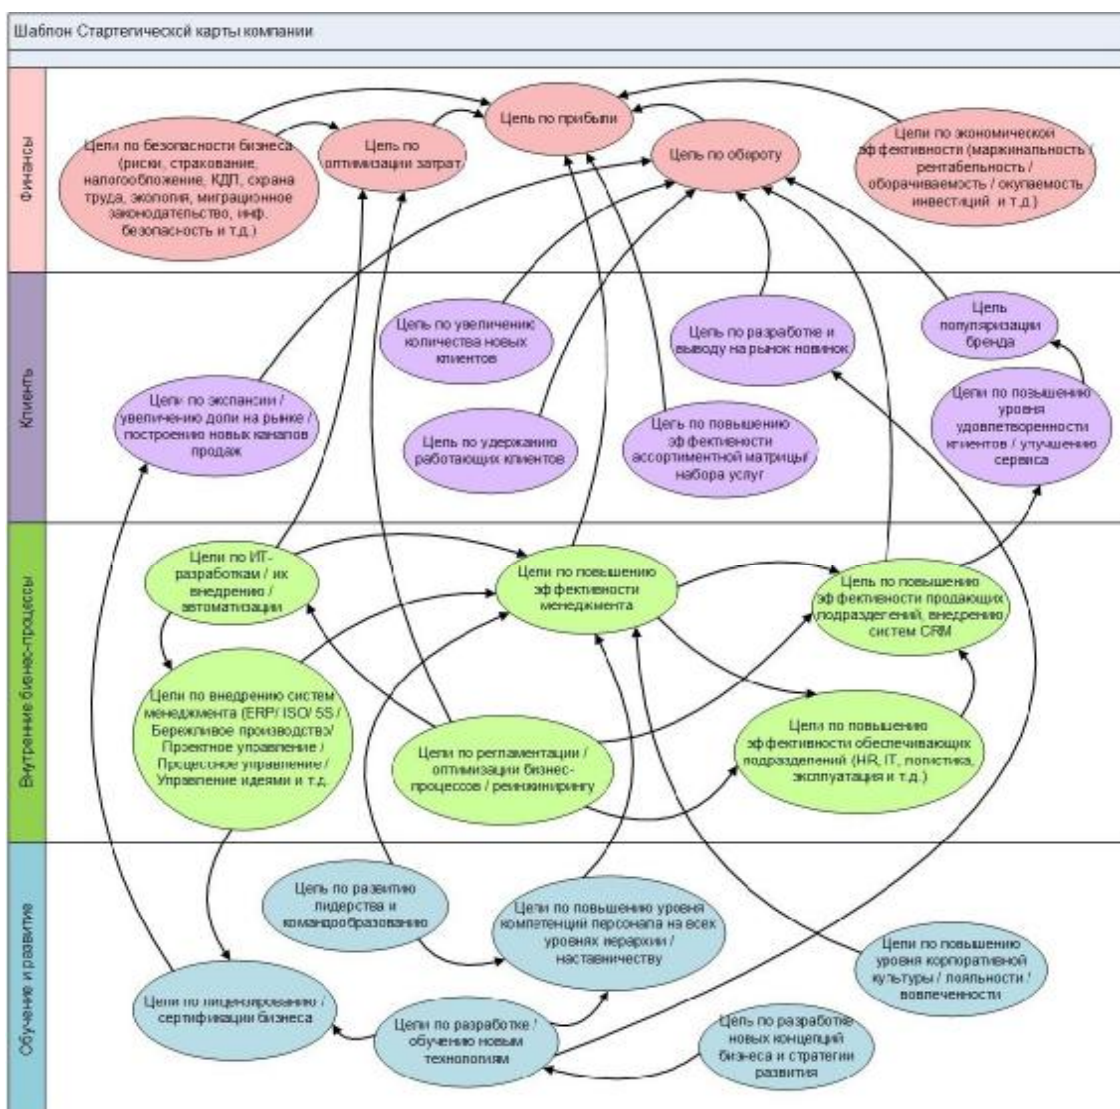 Шаблон Стартегическсй карты компании
Финансы
Цель по прибыли
Цели по безопасности бизнеса
(риски, страхование,
налогообложение, КДП, схрана
труда, экология, миграционное
законодательство, инф.
безопасность и т.д.)
Цель по
оптимизации затрат
Цель по обороту
Цели по экономической
эффективности (маржинальность /
рентабельность /
оборачиваемость / окупаемость
инвестиций и т.д.)
Клиенть
Цель по увеличению
количества новых
клиентов
Цель по разработке и
выводу на рынок новинок
Цель
популяризации
бренда
Цели по экспансии /
увеличению доли на рынке /
построению новых каналов
продаж
Цель по удержанию
работающих клиентов
Цель по повышению
эффективности
ассортиментной матрицы/
набора услуг
Цели по повышению
уровня
удовлетворенности
клиентов / улучшению
сервиса
Внутренние бизнес-процессы
Цели по ИТ-
разработкам / их
внедрению /
автоматизации
Цели по повышению
эффективности
менеджмента
Цель по повышению
эффективности продающих
подразделений, внедрению
систем CRM
Цели по внедрению систем
менеджмента (ERP/ ISO/ 5S /
Бережливое производство/
Проектное управление /
Процессное управление /
Управление идеями и т.д.
Цели по регламентации /
оптимизации бизнес-
процессов / реинжинирингу
Цели по повышению
эффективности обеспечивающих
подразделений (HR, IT, логистика,
эксплуатация и т.д.)
Обучение и развитие
Цель по развитию
лидерства и
командообразованию
Цели по повышению уровня
компетенций персонала на всех
уровнях иерархии /
наставничеству
Цели по повышению
уровня корпоративной
культуры / лояльности /
вовлеченности
Цели по лицензированию /
сертификации бизнеса
Цели по разработке /
обучению новым
технологиям
Цель по разработке
новых концепций
бизнеса и стратегии
развития